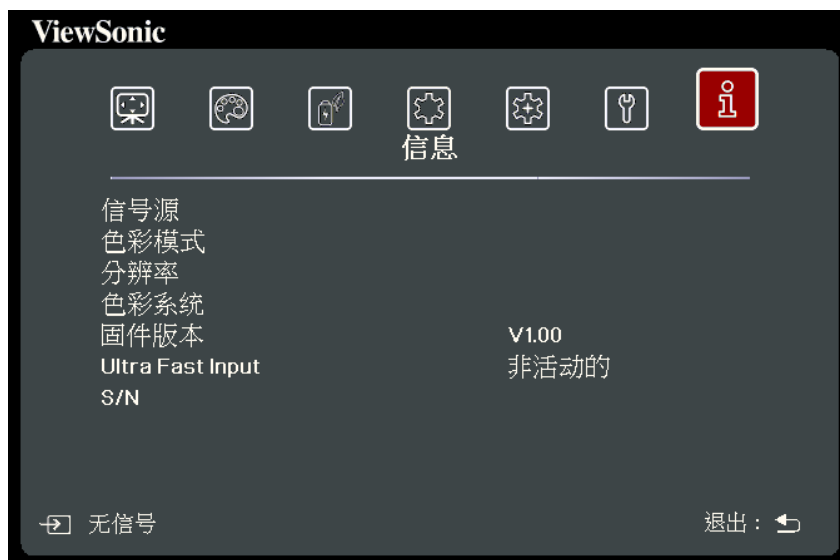 ViewSonic
信息
信号源
色彩模式
分辨率
色彩系统
固件版本 V1.00
Ultra Fast Input 非活动的
S/N
无信号 退出：